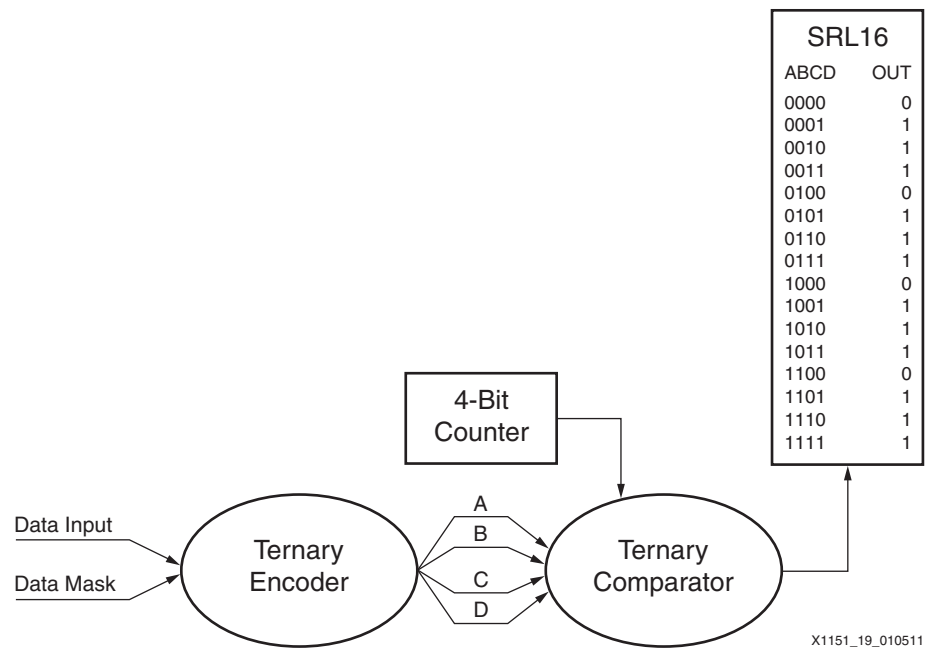 SRL16
ABCD OUT
0000 0
0001 1
0010 1
0011 1
0100 0
0101 1
0110 1
0111 1
1000 0
1001 1
1010 1
1011 1
1100 0
1101 1
1110 1
1111 1
4-Bit
Counter
Data Input
Data Mask
Ternary
Encoder
A
B
C
D
Ternary
Comparator
X1151_19_010511